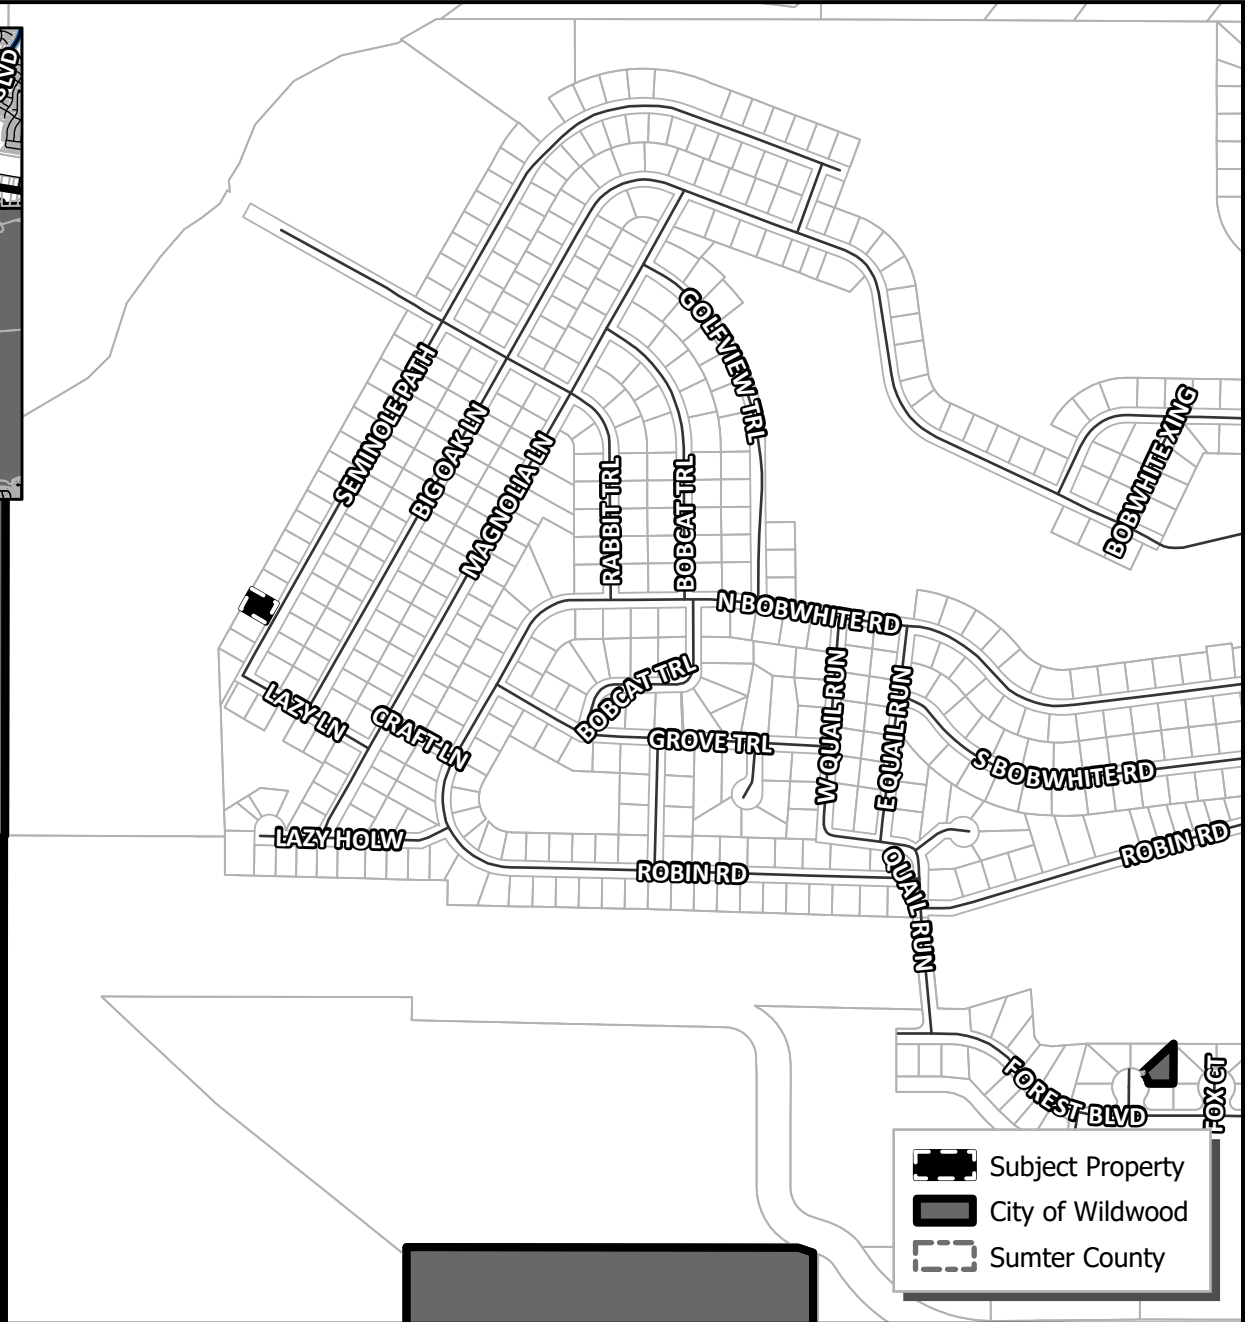 GOLFVIEW TRL
SEMINOLE PATH
BIG OAK LN
MAGNOLIA LN
BOBWHITE XING
RABBIT TRL
BOBCAT TRL
N BOBWHITE RD
BOBCAT TRL
W QUAIL RUN
E QUAIL RUN
LAZY LN
CRAFT LN
GROVE TRL
S BOBWHITE RD
LAZY HOLW
ROBIN RD
ROBIN RD
QUAIL RUN
FOREST BLVD
FOX CT
Subject Property
City of Wildwood
Sumter County